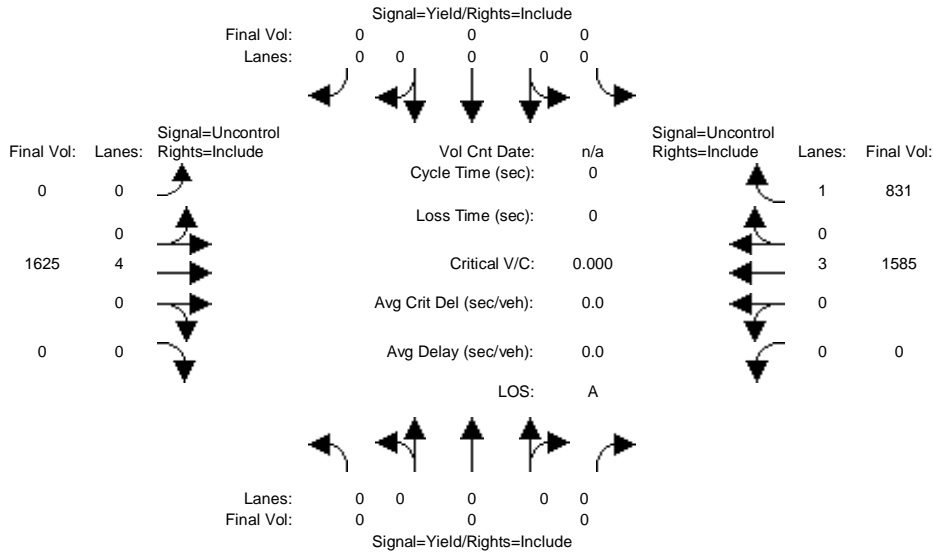 Signal=Yield/Rights=Include
Final Vol: 0 0 0
Lanes: 0 0 0 0 0
Signal=Uncontrol
Final Vol: Lanes: Rights=Include
Vol Cnt Date: n/a
Signal=Uncontrol
Rights=Include Lanes: Final Vol:
Cycle Time (sec): 0
0 0 1 831
Loss Time (sec): 0
0 0
1625 4 Critical V/C: 0.000 3 1585
0 Avg Crit Del (sec/veh): 0.0 0
0 0 Avg Delay (sec/veh): 0.0 0 0
LOS: A
Lanes: 0 0 0 0 0
Final Vol: 0 0 0
Signal=Yield/Rights=Include